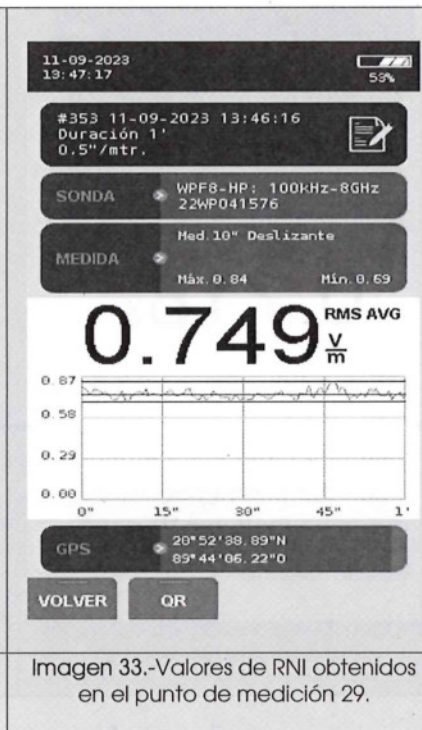 11-09-2023
13:47:17
53%
#353 11-09-2023 13:46:16
Duración 1'
0.5"/mtr.
SONDA
WPF8-HP: 100kHz-8GHz
22WP041576
MEDIDA
Med.10" Deslizante
Máx.0.84 Mín.0.69
0.749 RMS AVG
V/m
0.87
0.58
0.29
0.00
0" 15" 30" 45" 1'
GPS
20°52'38.89"N
89°44'06.22"O
VOLVER QR
Imagen 33.-Valores de RNI obtenidos
en el punto de medición 29.